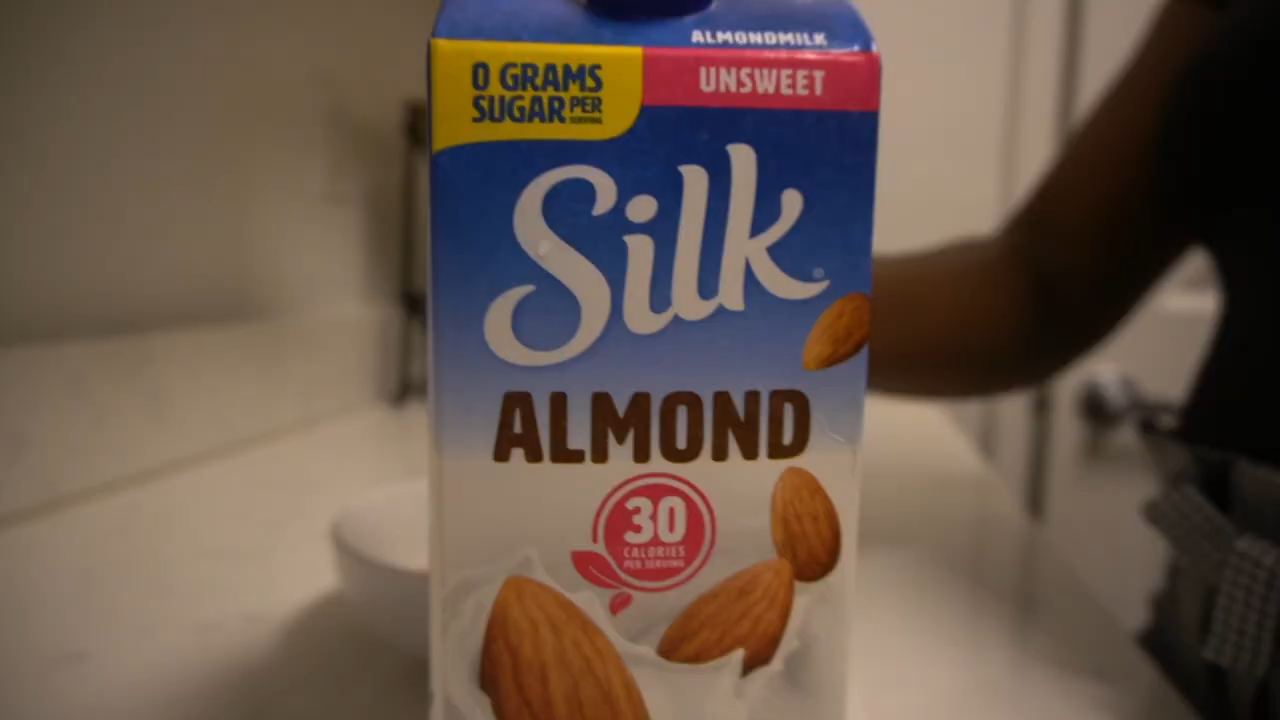 ALMONDMILK
UNSWEET
0 GRAMS
SUGAR PER
SERVING
Silk
ALMOND
30
CALORIES
PER SERVING